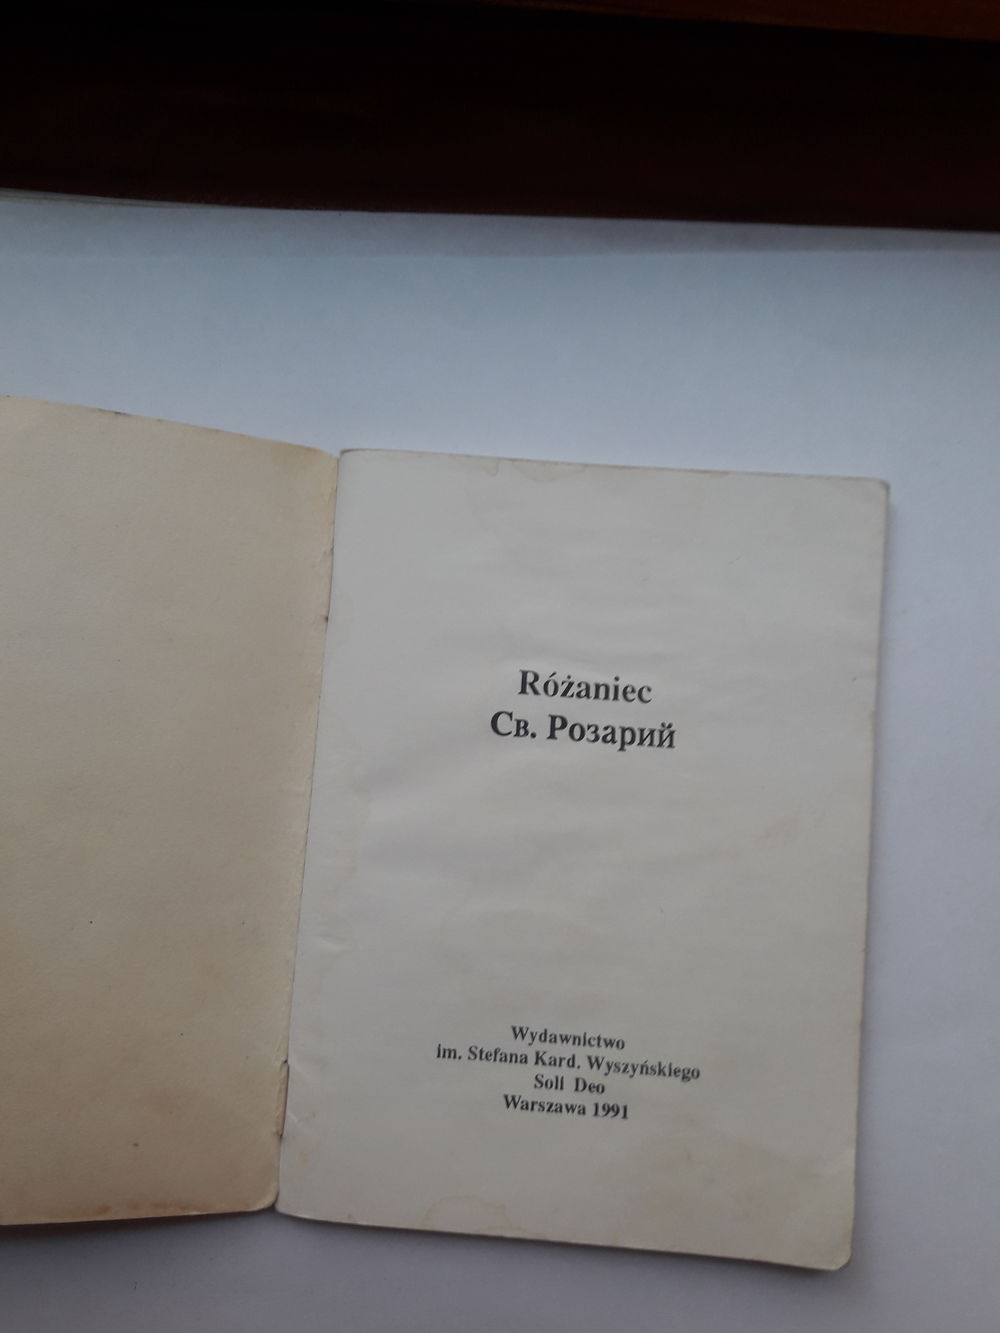 Różaniec
Св. Розарий
Wydawnictwo
im. Stefana Kard. Wyszyńskiego
Soli Deo
Warszawa 1991